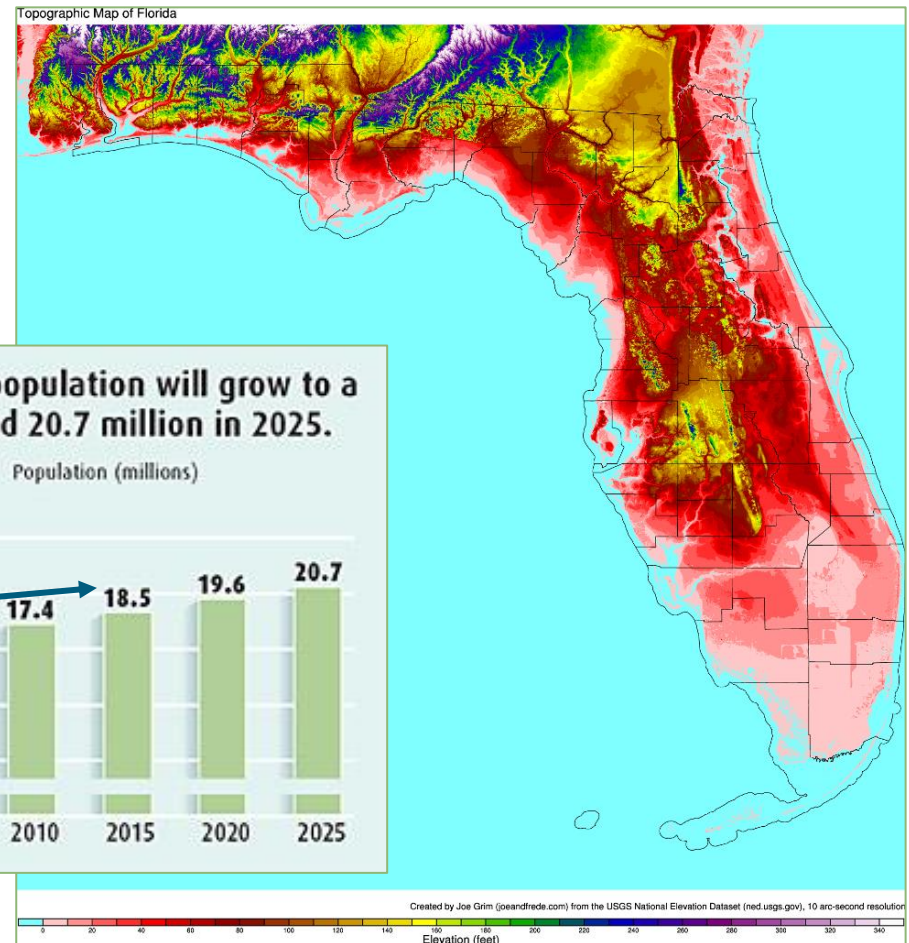 Topographic Map of Florida
population will grow to a
d 20.7 million in 2025.
Population (millions)
17.4 18.5 19.6 20.7
2010 2015 2020 2025
Created by Joe Grim (joeandfrede.com) from the USGS National Elevation Dataset (ned.usgs.gov), 10 arc-second resolution
0 20 40 60 80 100 120 140 160 180 200 220 240 260 280 300 320 340
Elevation (feet)